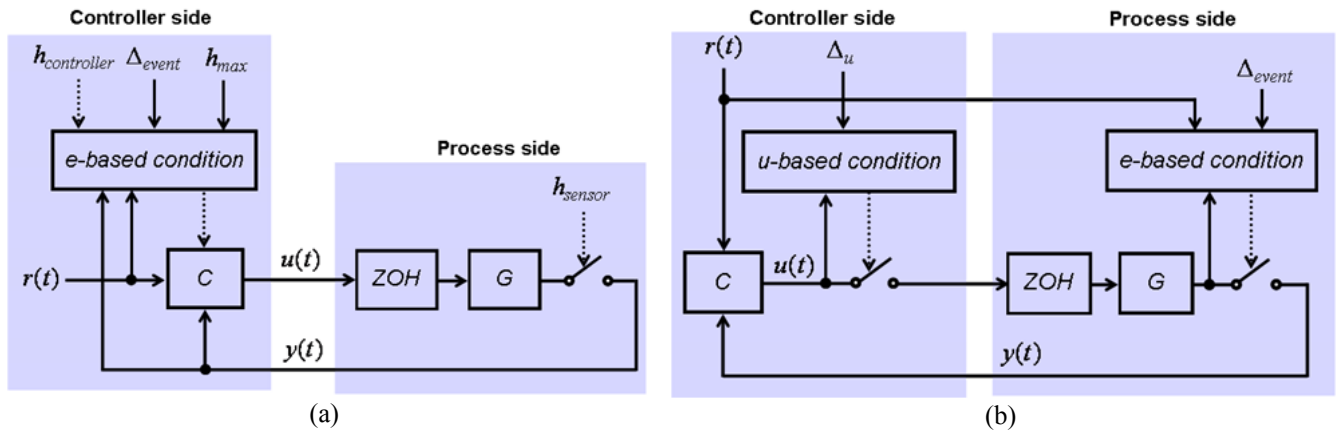 Controller side
h_controller Δ_event h_max
e-based condition
Process side
h_sensor
r(t) C u(t) ZOH G
y(t)
(a)
Controller side
Process side
r(t) Δ_u
Δ_event
u-based condition
e-based condition
C u(t) ZOH G
y(t)
(b)